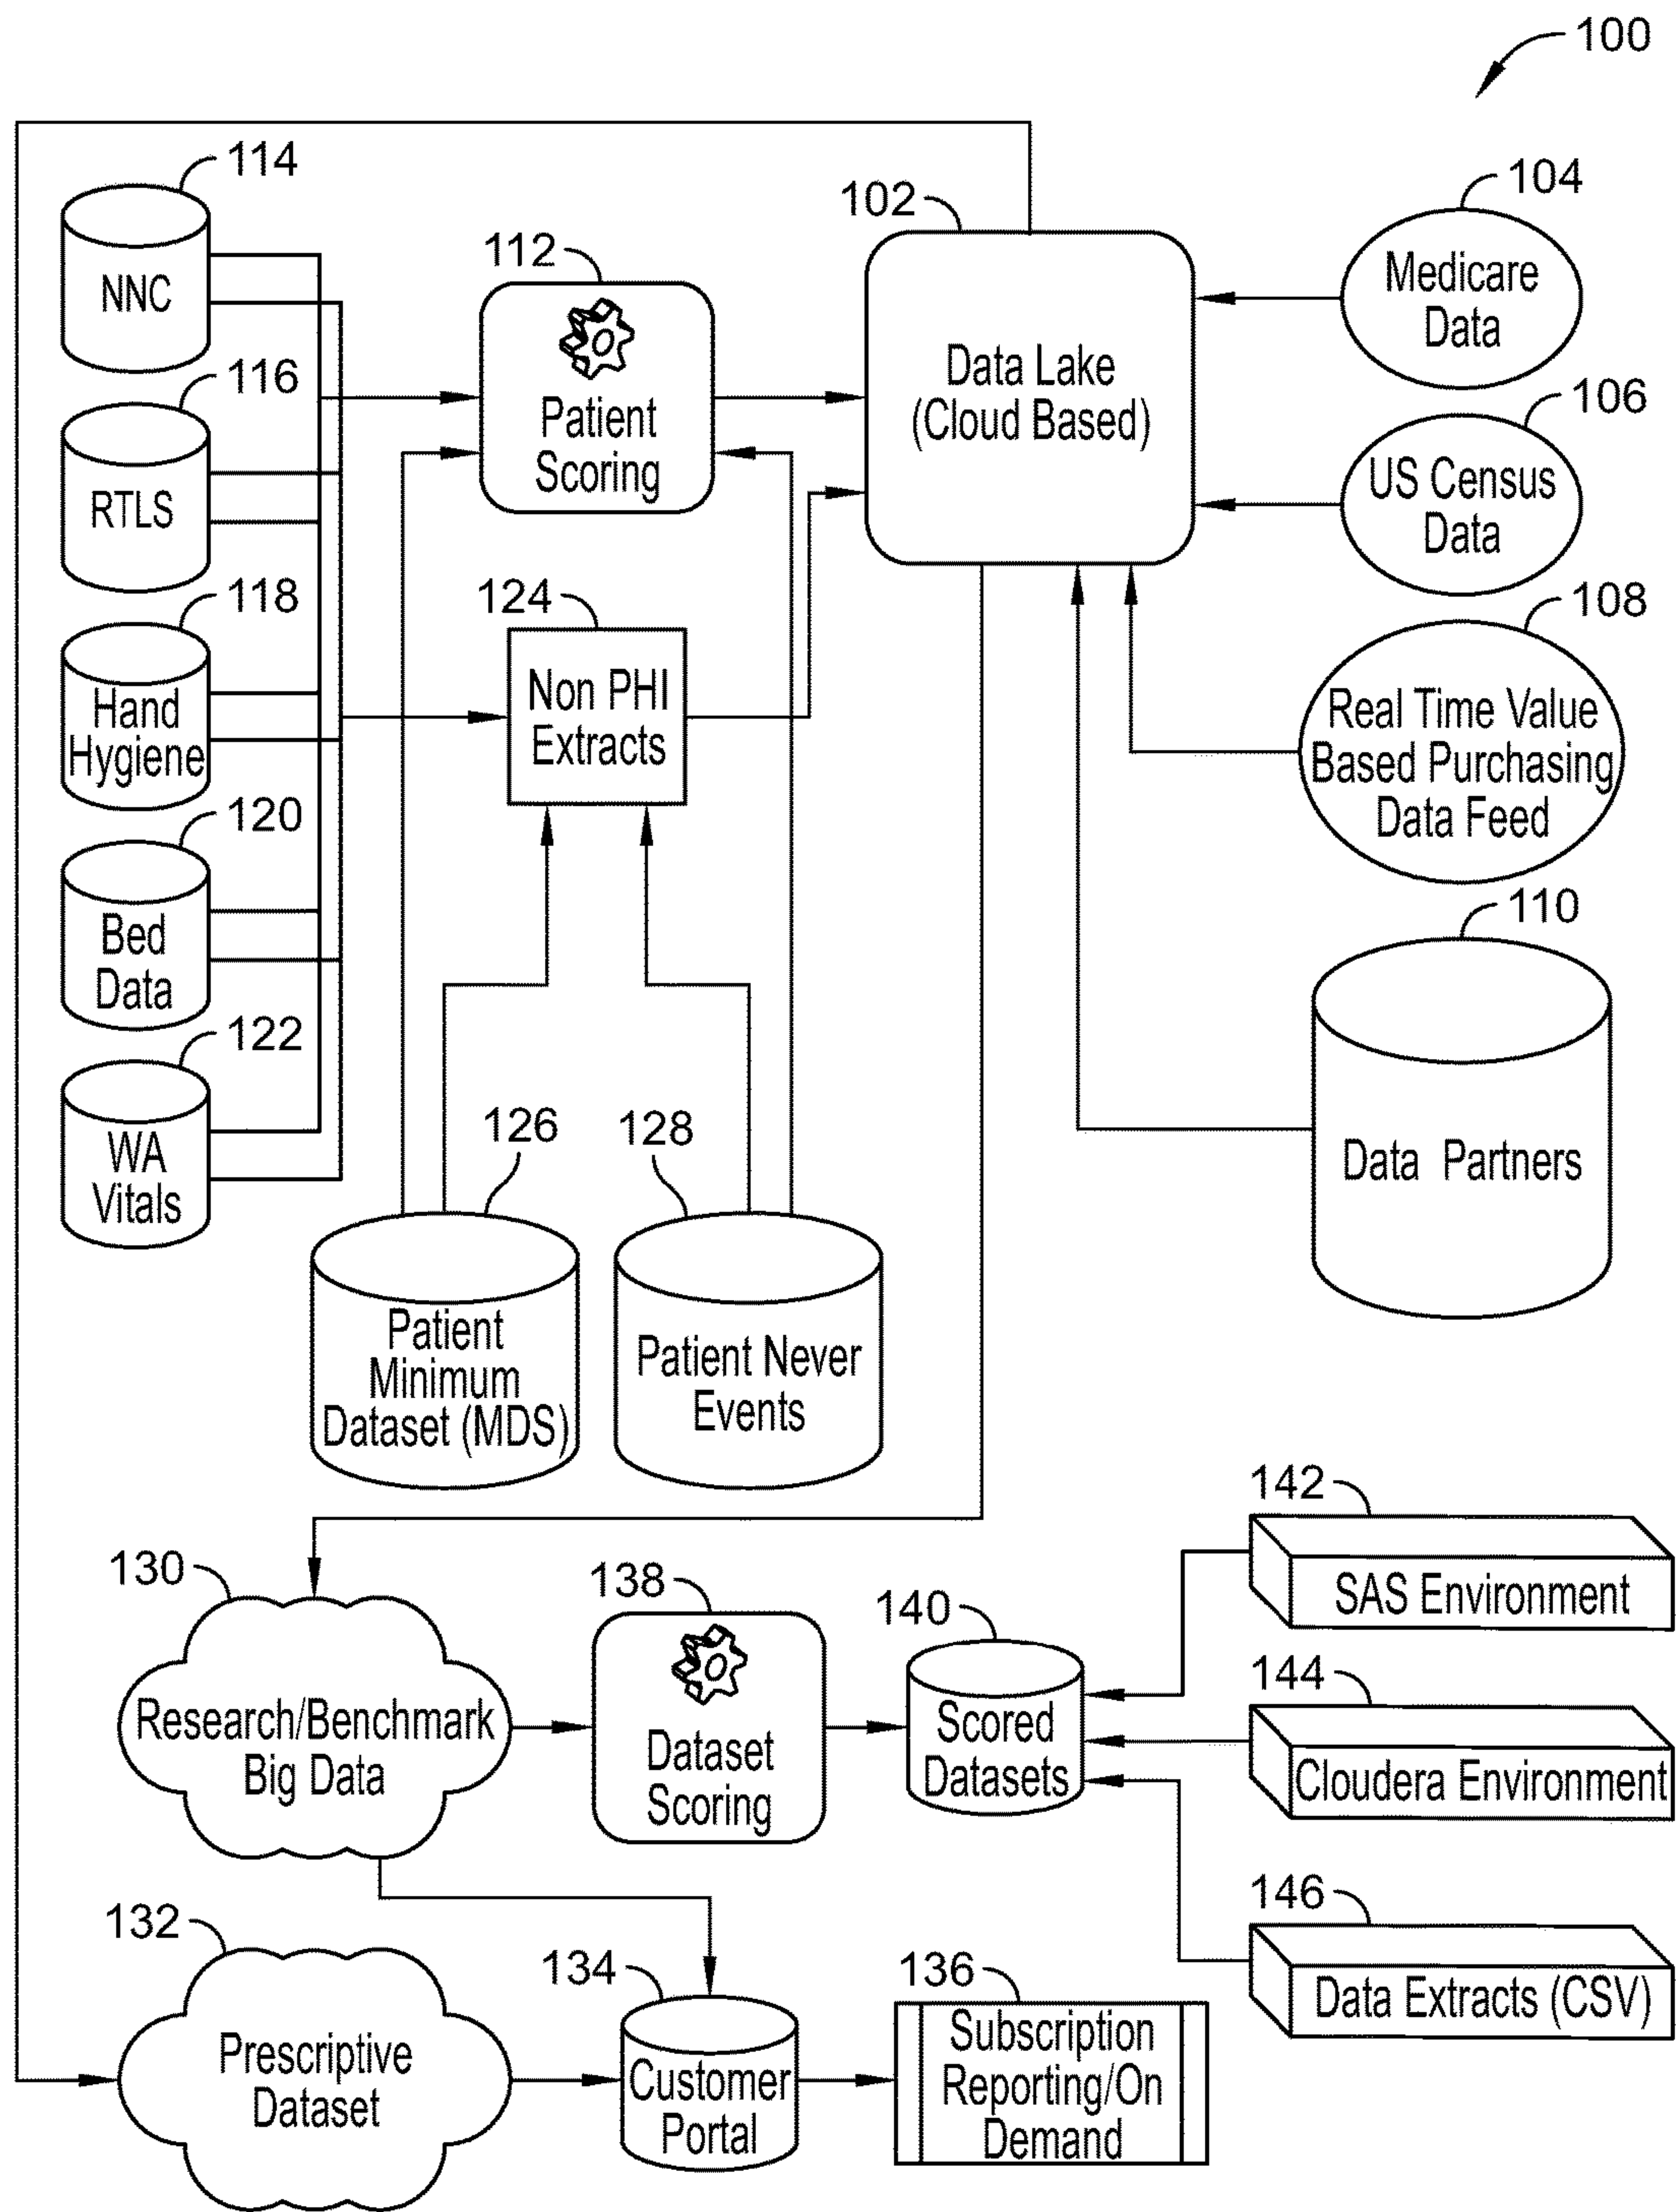 100
114
NNC
116
RTLS
118
Hand
Hygiene
120
Bed
Data
122
WA
Vitals
112
Patient
Scoring
124
Non PHI
Extracts
102
Data Lake
(Cloud Based)
104
Medicare
Data
106
US Census
Data
108
Real Time Value
Based Purchasing
Data Feed
110
Data Partners
126
Patient
Minimum
Dataset (MDS)
128
Patient Never
Events
130
Research/Benchmark
Big Data
138
Dataset
Scoring
140
Scored
Datasets
142
SAS Environment
144
Cloudera Environment
146
Data Extracts (CSV)
132
Prescriptive
Dataset
134
Customer
Portal
136
Subscription
Reporting/On
Demand